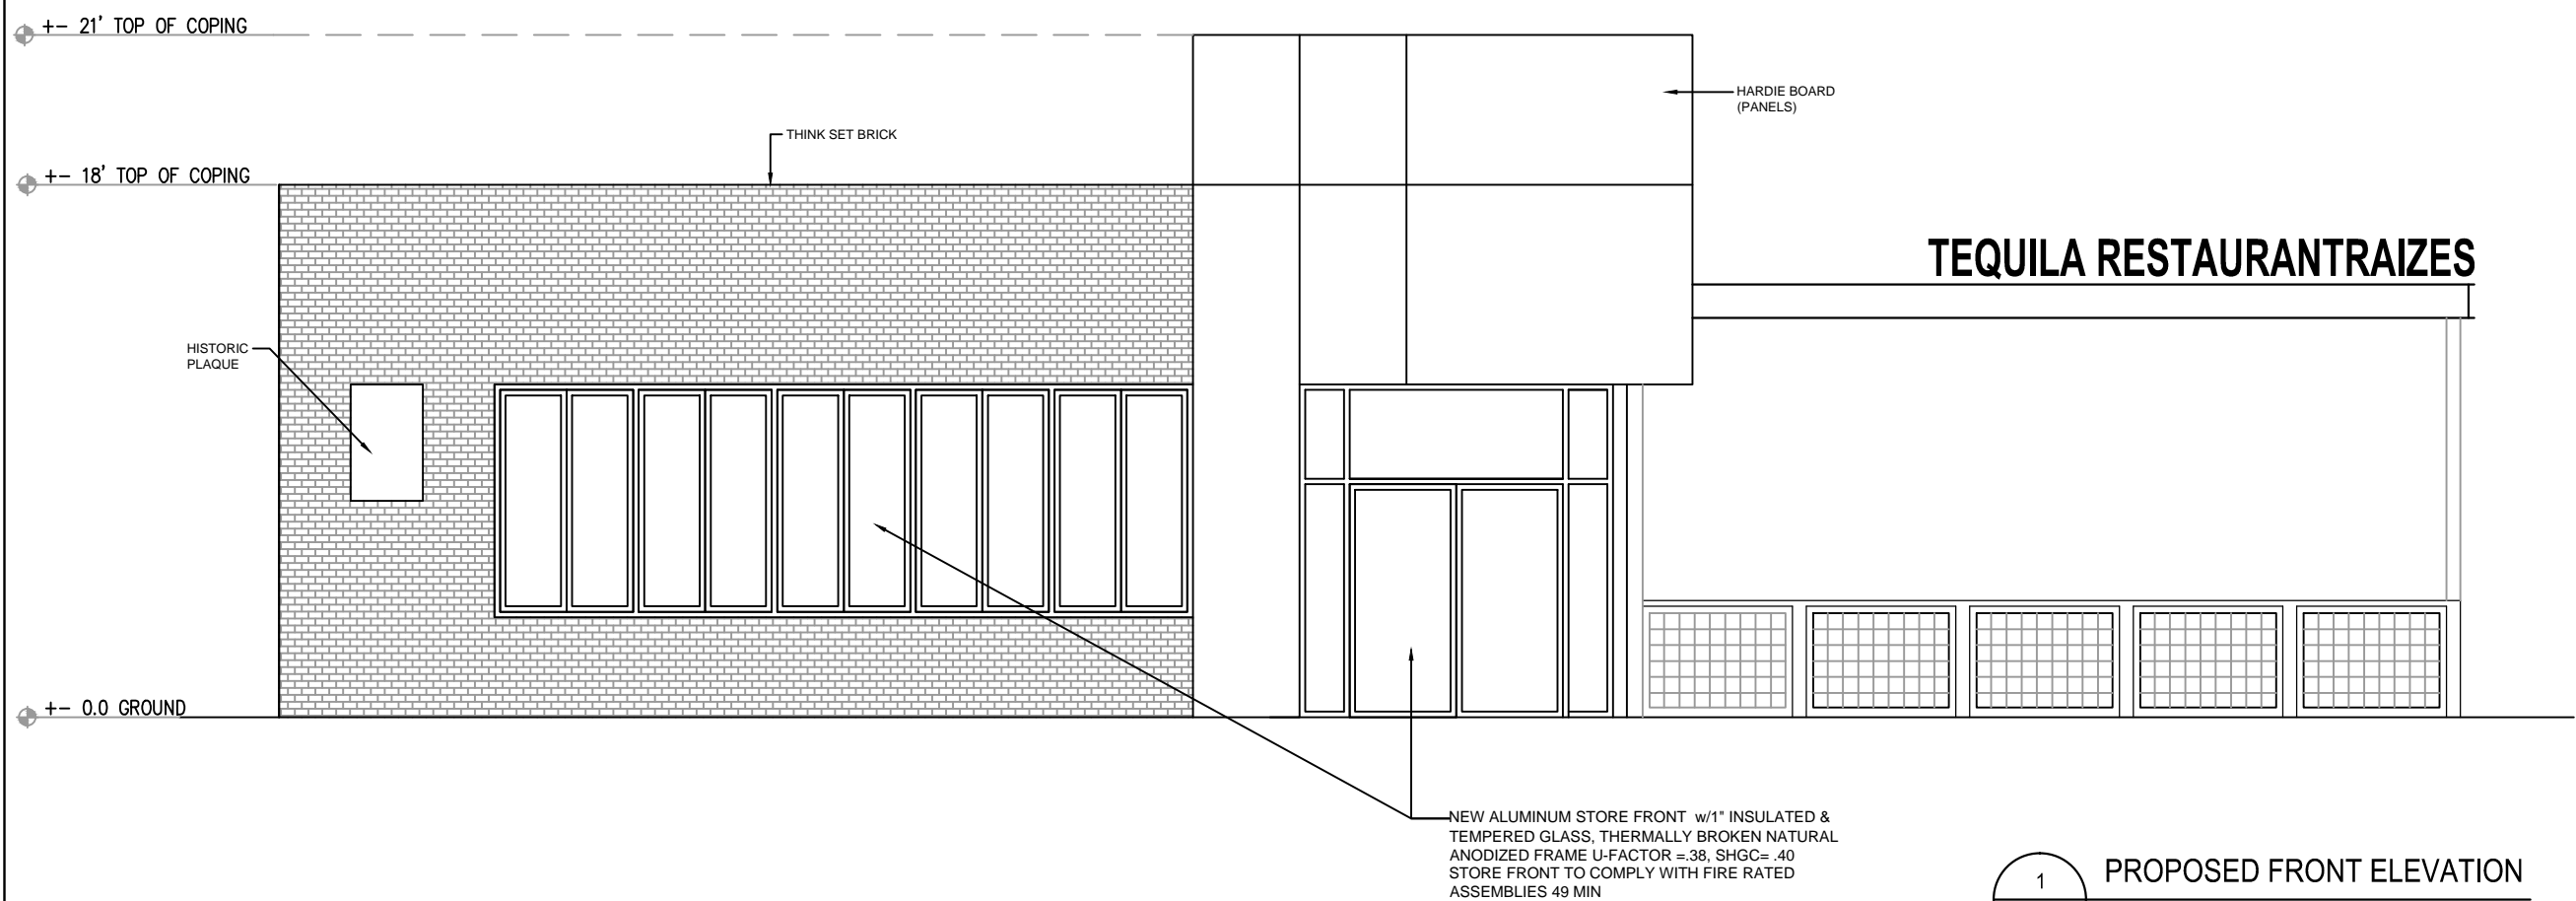 +- 21' TOP OF COPING
HARDIE BOARD
(PANELS)
THINK SET BRICK
+- 18' TOP OF COPING
TEQUILA RESTAURANTRAIZES
HISTORIC
PLAQUE
+- 0.0 GROUND
NEW ALUMINUM STORE FRONT w/1" INSULATED &
TEMPERED GLASS, THERMALLY BROKEN NATURAL
ANODIZED FRAME U-FACTOR =.38, SHGC= .40
STORE FRONT TO COMPLY WITH FIRE RATED
ASSEMBLIES 49 MIN
1
PROPOSED FRONT ELEVATION